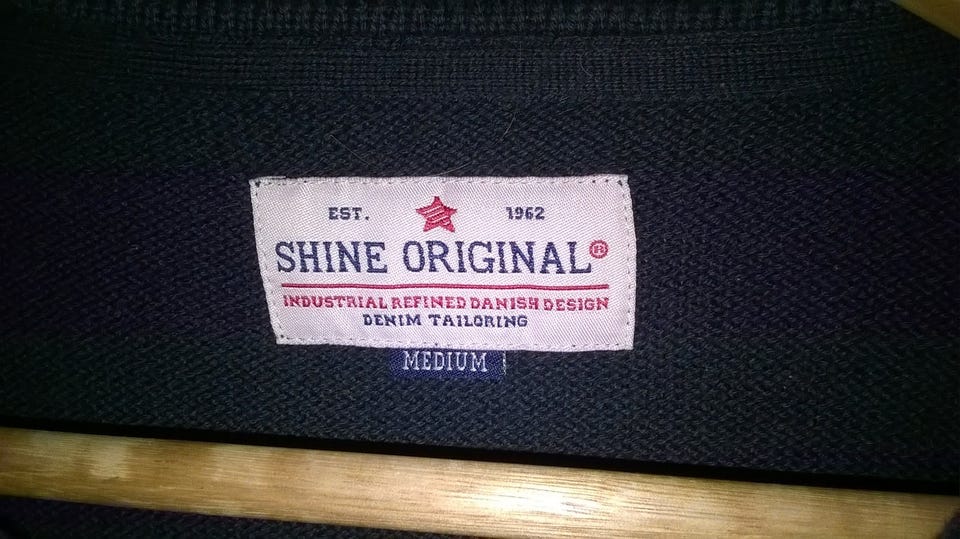 EST. 1962
SHINE ORIGINAL®
INDUSTRIAL REFINED DANISH DESIGN
DENIM TAILORING
MEDIUM